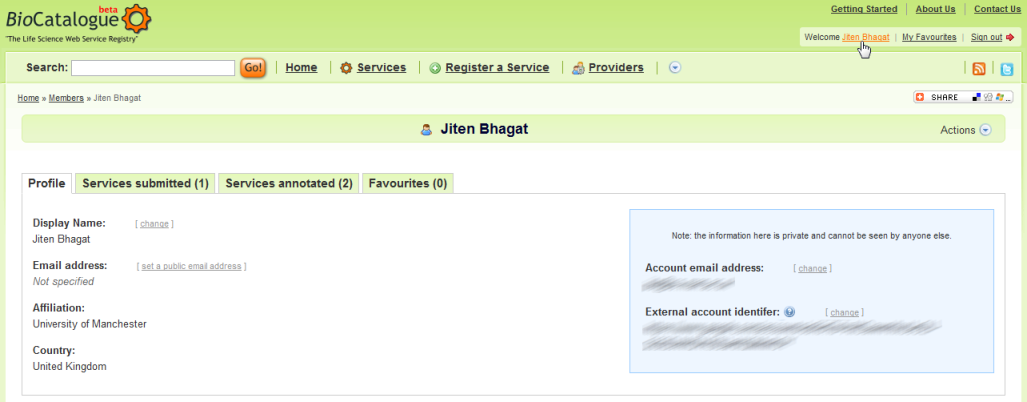 beta
BioCatalogue
"The Life Science Web Service Registry"
Getting Started | About Us | Contact Us
Welcome Jiten Bhagat | My Favourites | Sign out
Search: Go! | Home | Services | Register a Service | Providers |
Home » Members » Jiten Bhagat
SHARE
Jiten Bhagat
Actions
Profile Services submitted (1) Services annotated (2) Favourites (0)
Display Name: [ change ]
Jiten Bhagat
Email address: [ set a public email address ]
Not specified
Affiliation:
University of Manchester
Country:
United Kingdom
Note: the information here is private and cannot be seen by anyone else.
Account email address: [ change ]
External account identifer: [ change ]